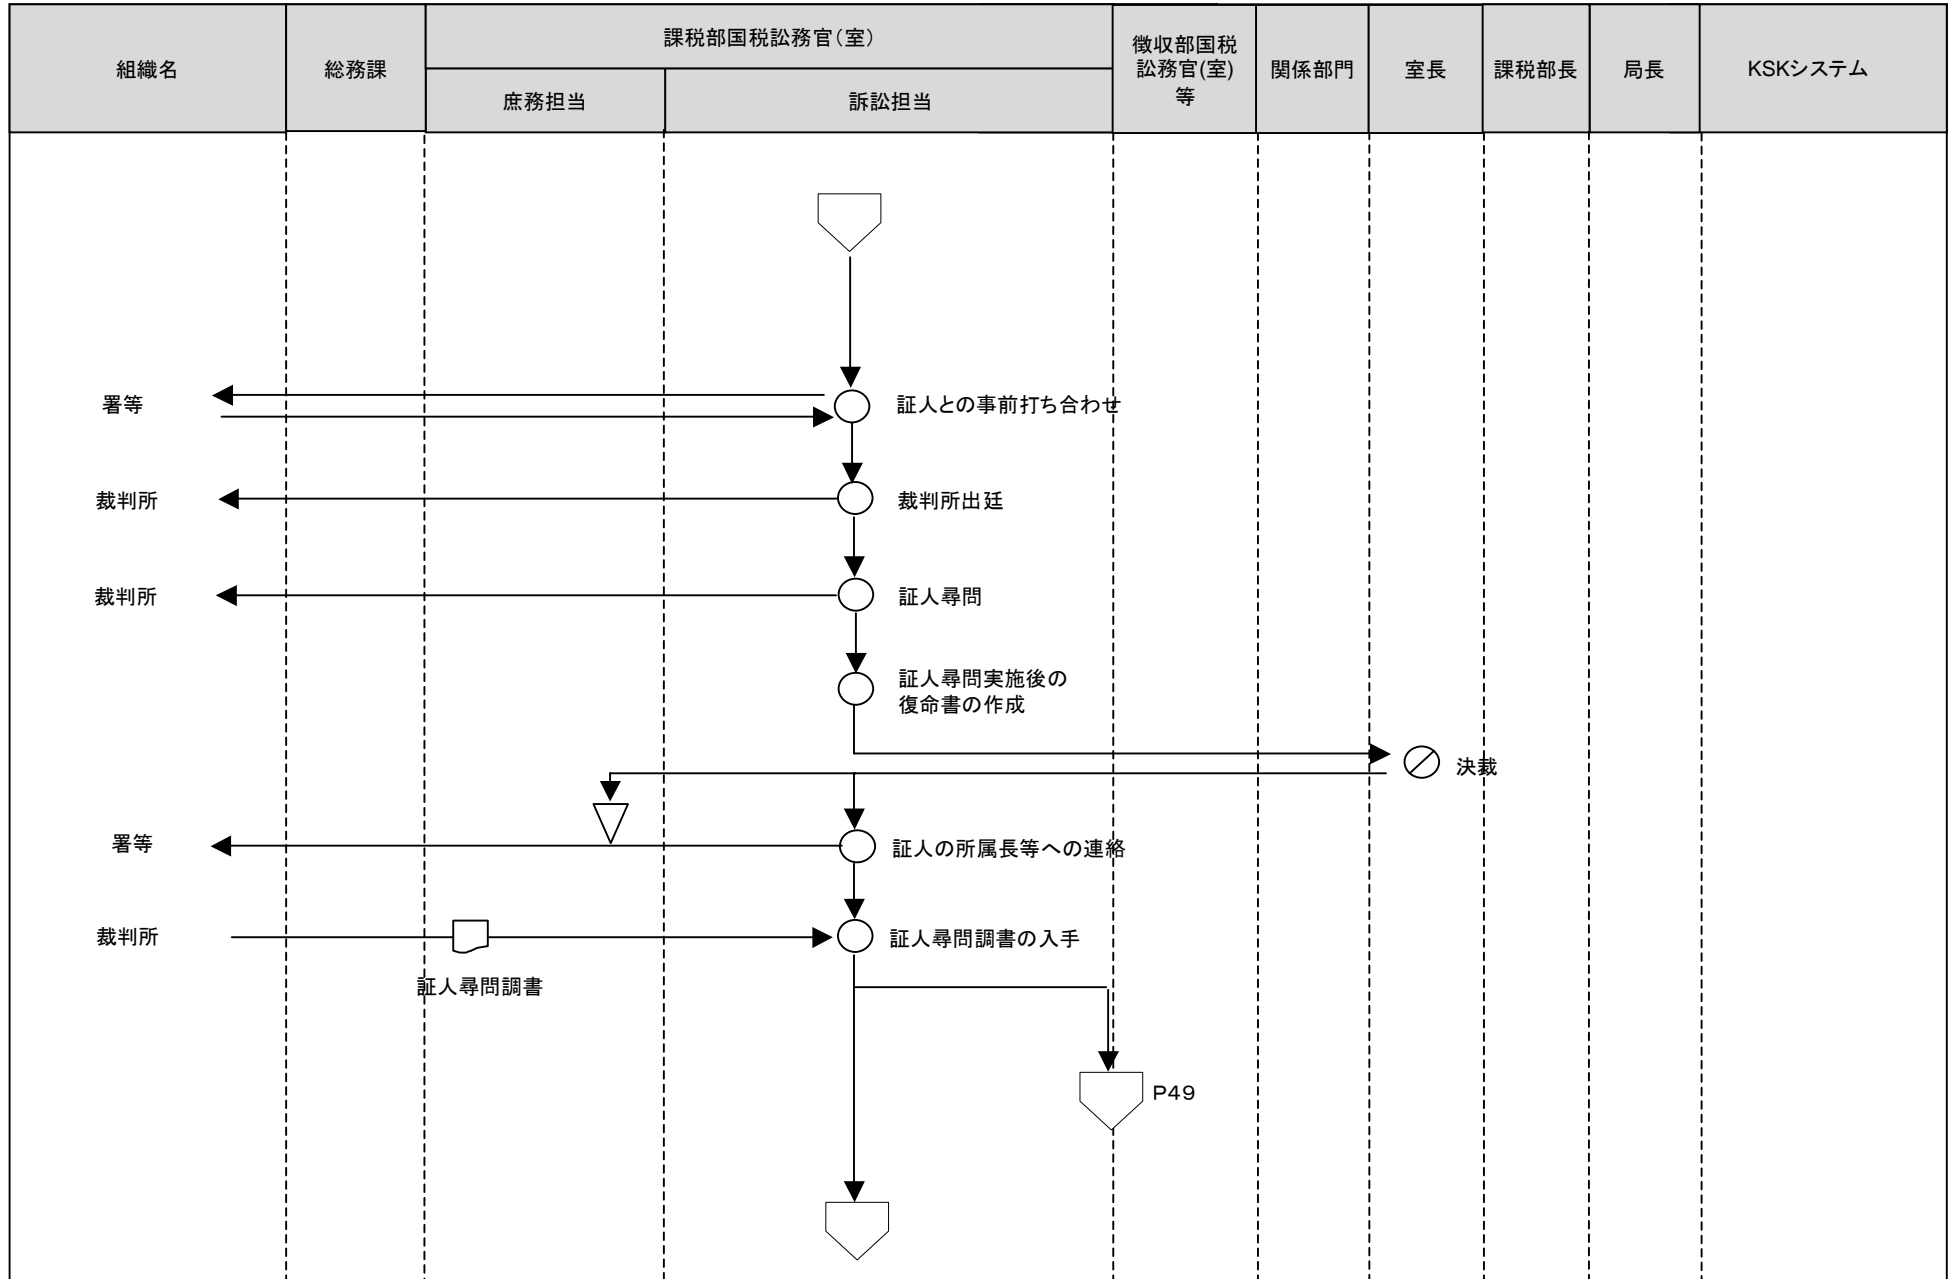 組織名
総務課
課税部国税訟務官(室)
庶務担当
訴訟担当
徴収部国税
訟務官(室)
等
関係部門
室長
課税部長
局長
KSKシステム
署等
証人との事前打ち合わせ
裁判所
裁判所出廷
裁判所
証人尋問
証人尋問実施後の
復命書の作成
決裁
署等
証人の所属長等への連絡
裁判所
証人尋問調書の入手
証人尋問調書
P49